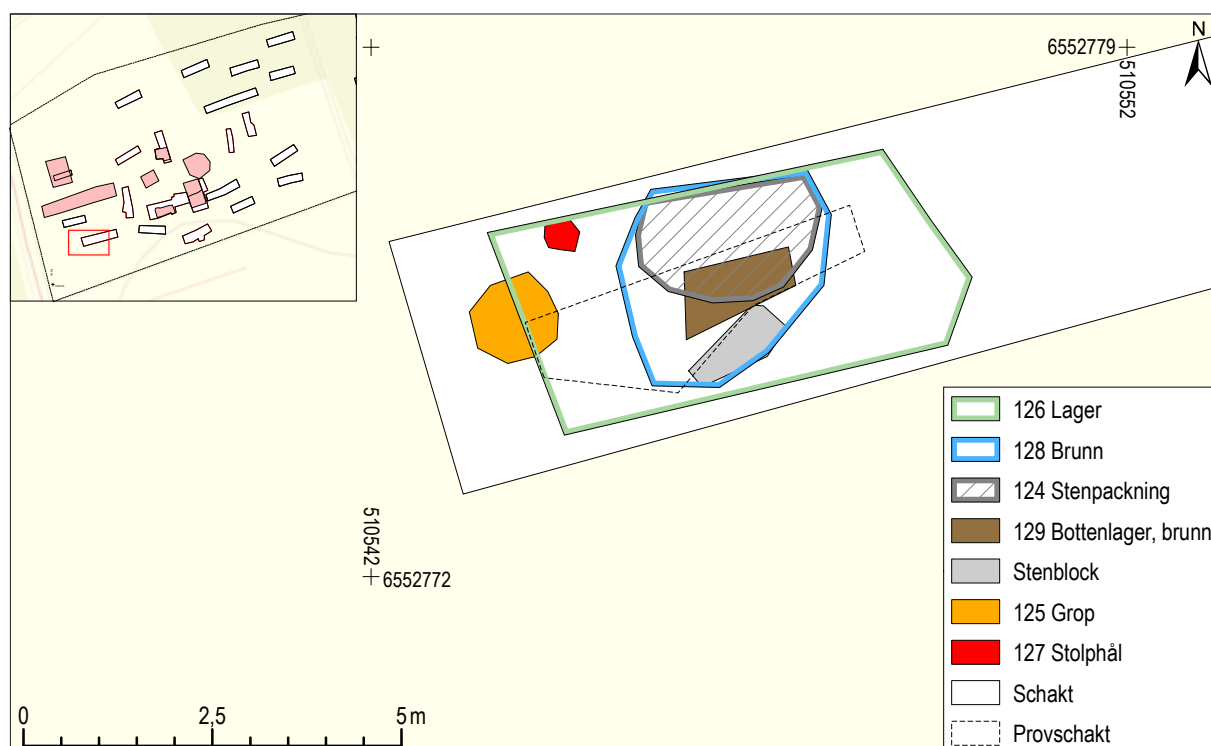 N
6552779
510552
126 Lager
128 Brunn
124 Stenpackning
129 Bottenlager, brunn
Stenblock
125 Grop
127 Stolphål
Schakt
Provschakt
510542
6552772
0
2,5
5 m